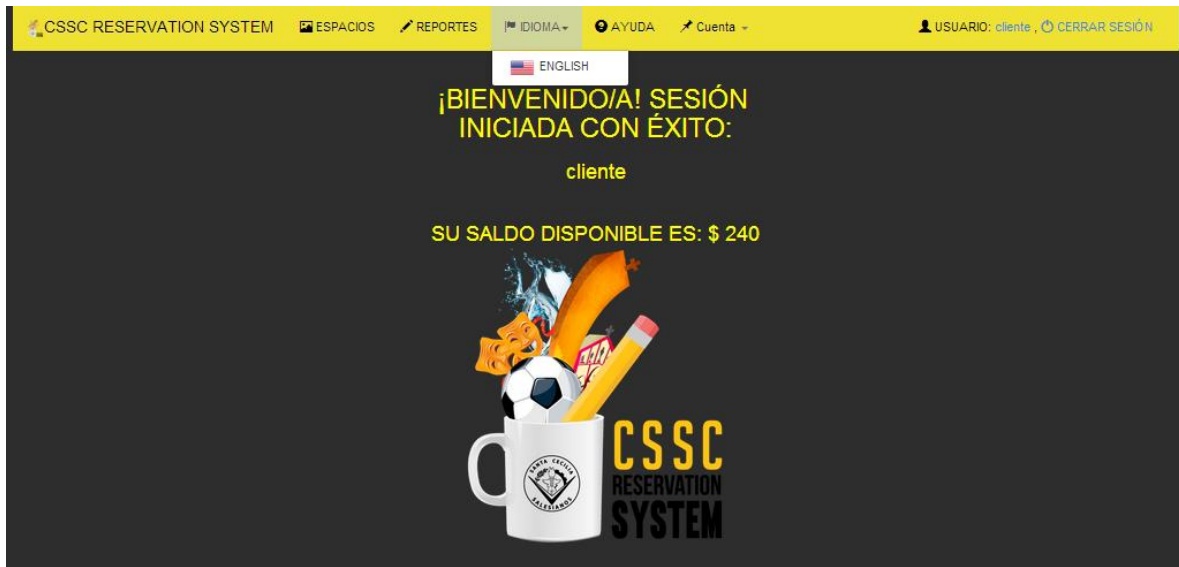 CSSC RESERVATION SYSTEM ESPACIOS REPORTES IDIOMA AYUDA Cuenta USUARIO: cliente , CERRAR SESIÓN
ENGLISH
¡BIENVENIDO/A! SESIÓN
INICIADA CON ÉXITO:
cliente
SU SALDO DISPONIBLE ES: $ 240
SANTA CECILIA
SALESIANOS
CSSC
RESERVATION
SYSTEM